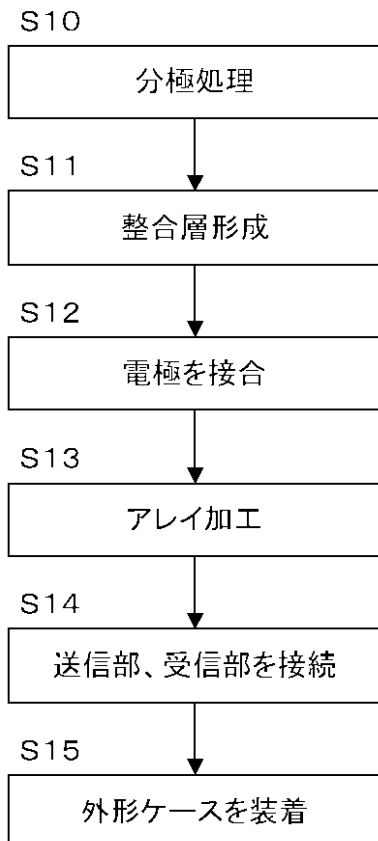 S10
分極処理
S11
整合層形成
S12
電極を接合
S13
アレイ加工
S14
送信部、受信部を接続
S15
外形ケースを装着